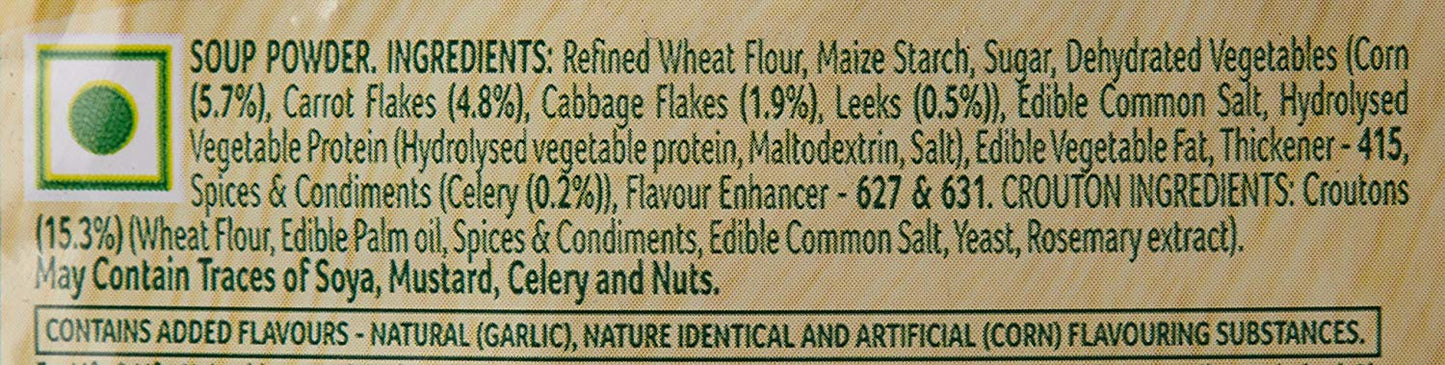 SOUP POWDER. INGREDIENTS: Refined Wheat Flour, Maize Starch, Sugar, Dehydrated Vegetables (Corn
(5.7%), Carrot Flakes (4.8%), Cabbage Flakes (1.9%), Leeks (0.5%)), Edible Common Salt, Hydrolysed
Vegetable Protein (Hydrolysed vegetable protein, Maltodextrin, Salt), Edible Vegetable Fat, Thickener - 415,
Spices & Condiments (Celery (0.2%)), Flavour Enhancer - 627 & 631. CROUTON INGREDIENTS: Croutons
(15.3%) (Wheat Flour, Edible Palm oil, Spices & Condiments, Edible Common Salt, Yeast, Rosemary extract).
May Contain Traces of Soya, Mustard, Celery and Nuts.
CONTAINS ADDED FLAVOURS - NATURAL (GARLIC), NATURE IDENTICAL AND ARTIFICIAL (CORN) FLAVOURING SUBSTANCES.